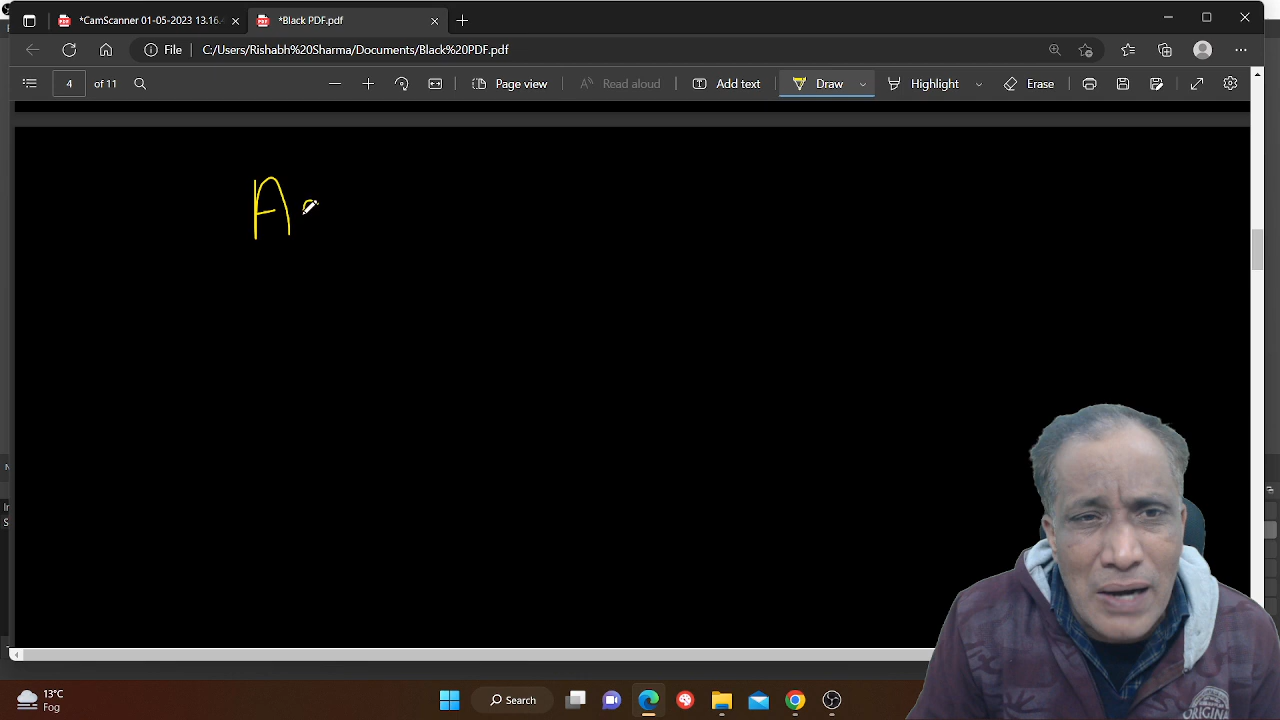 *CamScanner 01-05-2023 13.16.
*Black PDF.pdf
File C:/Users/Rishabh%20Sharma/Documents/Black%20PDF.pdf
4 of 11 Page view Read aloud Add text Draw Highlight Erase
A
ORIGINAL
13°C
Fog
Search